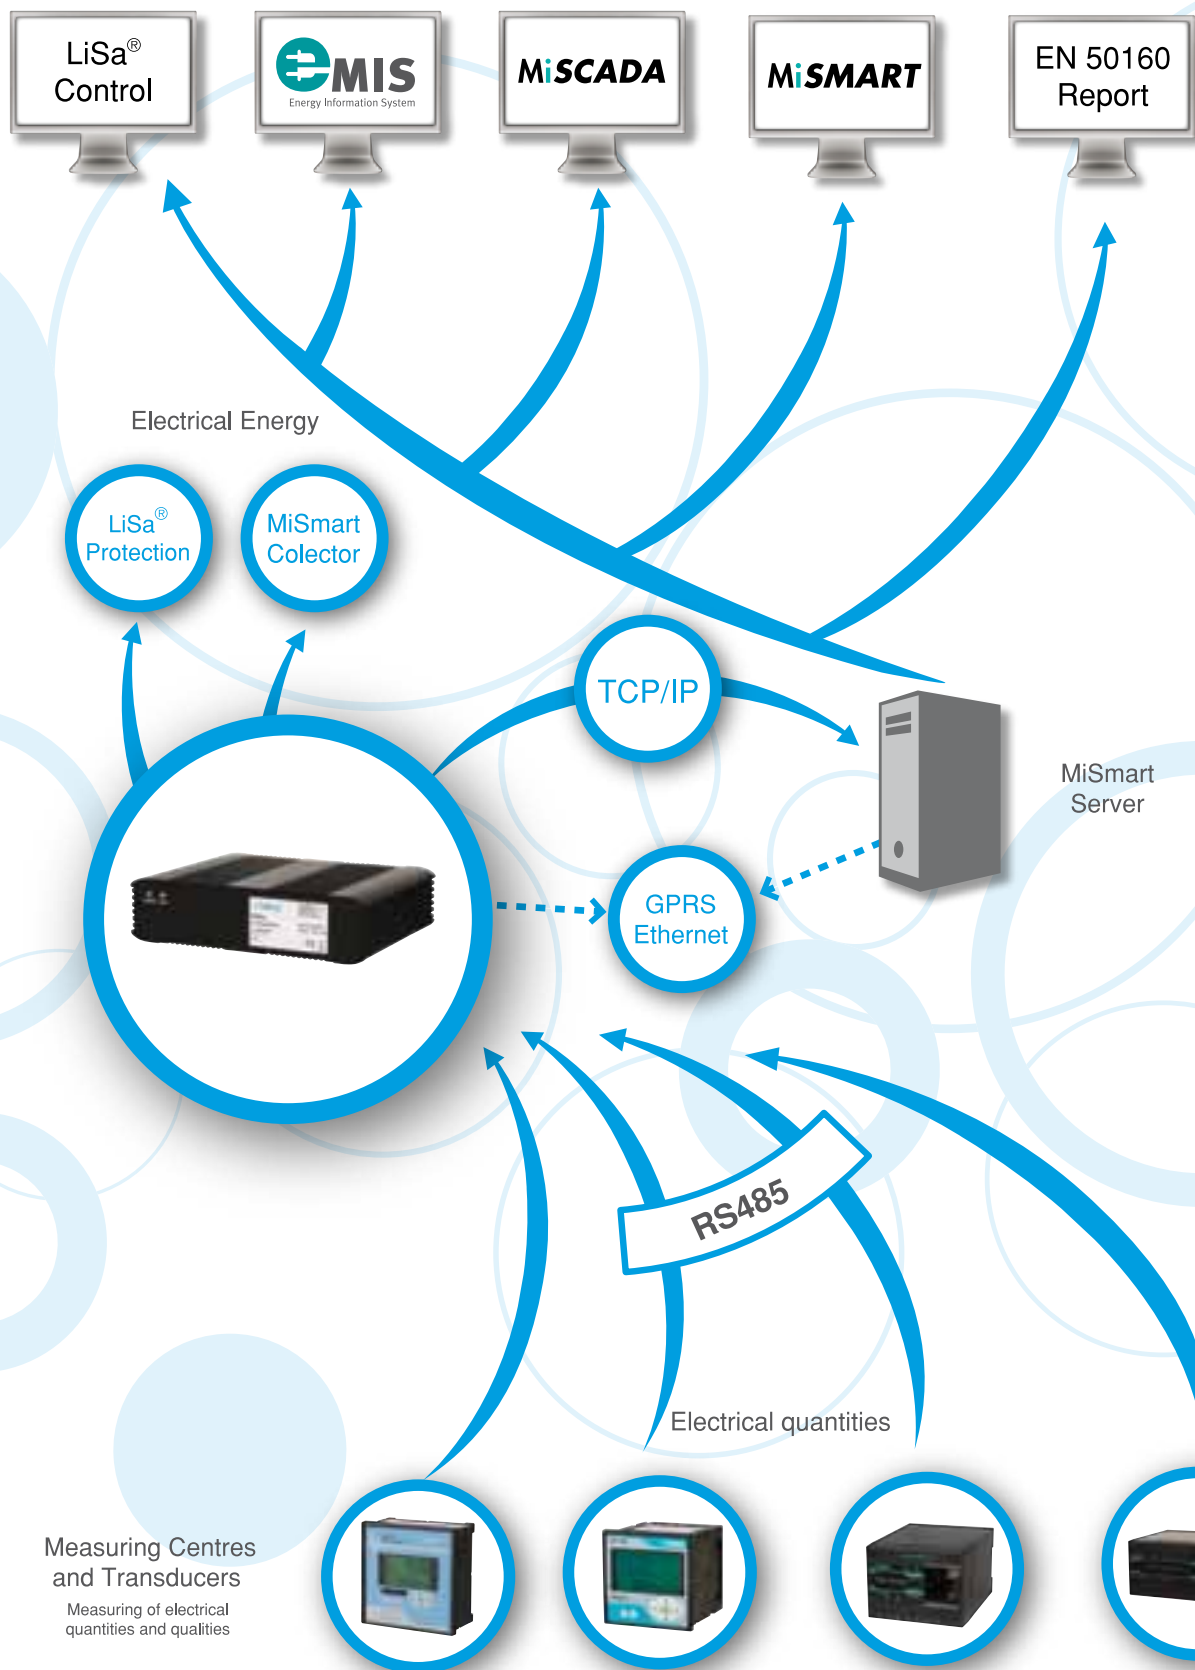 LiSa®
Control
eMIS
Energy Information System
MiSCADA
MiSMART
EN 50160
Report
Electrical Energy
LiSa®
Protection
MiSmart
Colector
TCP/IP
MiSmart
Server
GPRS
Ethernet
RS485
Electrical quantities
Measuring Centres
and Transducers
Measuring of electrical
quantities and qualities